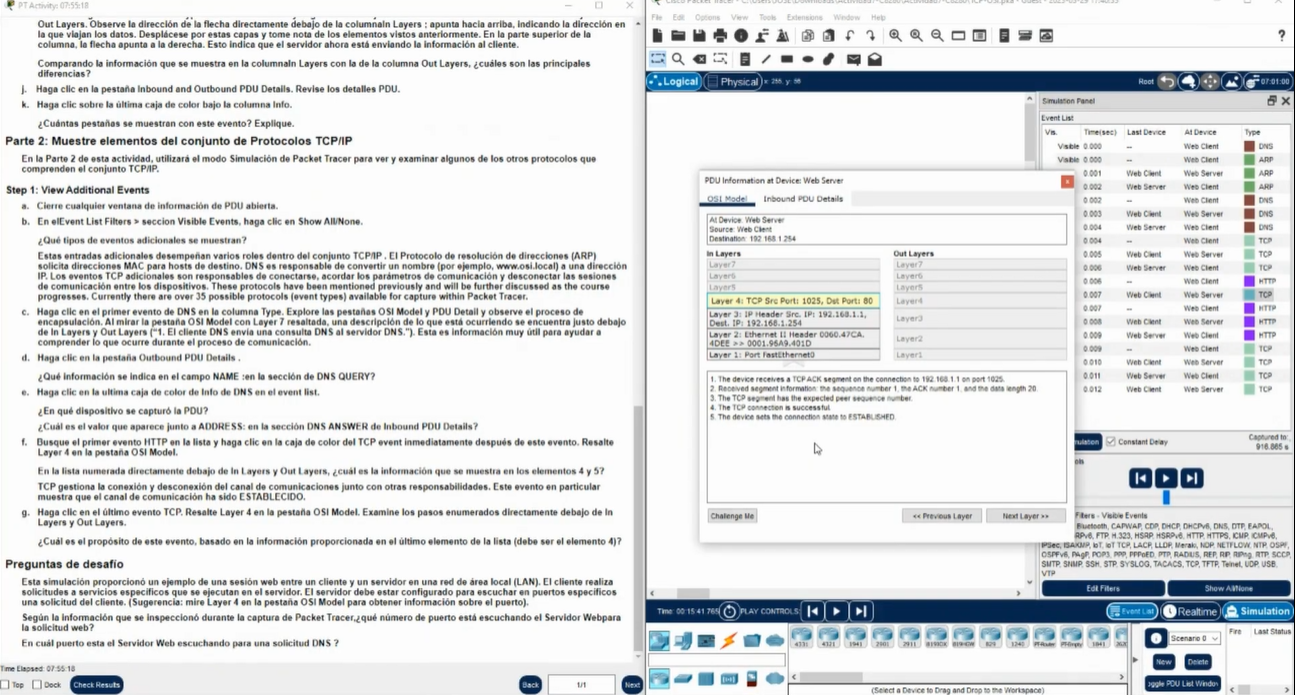 PT Activity: 07:55:18
Out Layers. Observe la dirección de la flecha directamente debajo de la columnaIn Layers ; apunta hacia arriba, indicando la dirección en
la que viajan los datos. Desplácese por estas capas y tome nota de los elementos vistos anteriormente. En la parte superior de la
columna, la flecha apunta a la derecha. Esto indica que el servidor ahora está enviando la información al cliente.
Comparando la información que se muestra en la columnaIn Layers con la de la columna Out Layers, ¿cuáles son las principales
diferencias?
j. Haga clic en la pestaña Inbound and Outbound PDU Details. Revise los detalles PDU.
k. Haga clic sobre la última caja de color bajo la columna Info.
¿Cuántas pestañas se muestran con este evento? Explique.
Parte 2: Muestre elementos del conjunto de Protocolos TCP/IP
En la Parte 2 de esta actividad, utilizará el modo Simulación de Packet Tracer para ver y examinar algunos de los otros protocolos que
comprenden el conjunto TCP/IP.
Step 1: View Additional Events
a. Cierre cualquier ventana de información de PDU abierta.
b. En elEvent List Filters > seccion Visible Events, haga clic en Show All/None.
¿Qué tipos de eventos adicionales se muestran?
Estas entradas adicionales desempeñan varios roles dentro del conjunto TCP/IP . El Protocolo de resolución de direcciones (ARP)
solicita direcciones MAC para hosts de destino. DNS es responsable de convertir un nombre (por ejemplo, www.osi.local) a una dirección
IP. Los eventos TCP adicionales son responsables de conectarse, acordar los parámetros de comunicación y desconectar las sesiones
de comunicación entre los dispositivos. These protocols have been mentioned previously and will be further discussed as the course
progresses. Currently there are over 35 possible protocols (event types) available for capture within Packet Tracer.
c. Haga clic en el primer evento de DNS en la columna Type. Explore las pestañas OSI Model y PDU Detail y observe el proceso de
encapsulación. Al mirar la pestaña OSI Model con Layer 7 resaltada, una descripción de lo que está ocurriendo se encuentra justo debajo
de In Layers y Out Layers ("1. El cliente DNS envía una consulta DNS al servidor DNS."). Esta es información muy útil para ayudar a
comprender lo que ocurre durante el proceso de comunicación.
d. Haga clic en la pestaña Outbound PDU Details .
¿Qué información se indica en el campo NAME :en la sección de DNS QUERY?
e. Haga clic en la ultima caja de color de Info de DNS en el event list.
¿En qué dispositivo se capturó la PDU?
¿Cuál es el valor que aparece junto a ADDRESS: en la sección DNS ANSWER de Inbound PDU Details?
f. Busque el primer evento HTTP en la lista y haga clic en la caja de color del TCP event inmediatamente después de este evento. Resalte
Layer 4 en la pestaña OSI Model.
En la lista numerada directamente debajo de In Layers y Out Layers, ¿cuál es la información que se muestra en los elementos 4 y 5?
TCP gestiona la conexión y desconexión del canal de comunicaciones junto con otras responsabilidades. Este evento en particular
muestra que el canal de comunicación ha sido ESTABLECIDO.
g. Haga clic en el último evento TCP. Resalte Layer 4 en la pestaña OSI Model. Examine los pasos enumerados directamente debajo de In
Layers y Out Layers.
¿Cuál es el propósito de este evento, basado en la información proporcionada en el último elemento de la lista (debe ser el elemento 4)?
Preguntas de desafío
Esta simulación proporcionó un ejemplo de una sesión web entre un cliente y un servidor en una red de área local (LAN). El cliente realiza
solicitudes a servicios específicos que se ejecutan en el servidor. El servidor debe estar configurado para escuchar en puertos específicos
una solicitud del cliente. (Sugerencia: mire Layer 4 en la pestaña OSI Model para obtener información sobre el puerto).
Según la información que se inspeccionó durante la captura de Packet Tracer,¿qué número de puerto está escuchando el Servidor Webpara
la solicitud web?
En cuál puerto esta el Servidor Web escuchando para una solicitud DNS ?
Time Elapsed: 07:55:18
Top Dock Check Results Back 1/1 Next
File Edit Options View Tools Extensions Window Help
Logical Physical x: 255, y: 56 Root 07:01:00
Simulation Panel
Event List
Vis. Time(sec) Last Device At Device Type
Visible 0.000 -- Web Client DNS
Visible 0.000 -- Web Client ARP
0.001 Web Client Web Server ARP
0.002 Web Server Web Client ARP
0.002 -- Web Client DNS
0.003 Web Client Web Server DNS
0.004 Web Server Web Client DNS
0.004 -- Web Client TCP
0.005 Web Client Web Server TCP
0.006 Web Server Web Client TCP
0.006 -- Web Client HTTP
0.007 Web Client Web Server TCP
0.007 -- Web Client HTTP
0.008 Web Client Web Server HTTP
0.009 Web Server Web Client HTTP
0.009 -- Web Client TCP
0.010 Web Client Web Server TCP
0.011 Web Server Web Client TCP
0.012 Web Client Web Server TCP
PDU Information at Device: Web Server
OSI Model Inbound PDU Details
At Device: Web Server
Source: Web Client
Destination: 192.168.1.254
In Layers Out Layers
Layer7 Layer7
Layer6 Layer6
Layer5 Layer5
Layer 4: TCP Src Port: 1025, Dst Port: 80 Layer4
Layer 3: IP Header Src. IP: 192.168.1.1,
Dest. IP: 192.168.1.254 Layer3
Layer 2: Ethernet II Header 0060.47CA.
4DEE >> 0001.96A9.401D Layer2
Layer 1: Port FastEthernet0 Layer1
1. The device receives a TCP ACK segment on the connection to 192.168.1.1 on port 1025.
2. Received segment information: the sequence number 1, the ACK number 1, and the data length 20.
3. The TCP segment has the expected peer sequence number.
4. The TCP connection is successful.
5. The device sets the connection state to ESTABLISHED.
Challenge Me << Previous Layer Next Layer >>
Constant Delay Captured to:
916.865 s
Filters - Visible Events
Bluetooth, CAPWAP, CDP, DHCP, DHCPv6, DNS, DTP, EAPOL,
FTP, H.323, HSRP, HSRPv6, HTTP, HTTPS, ICMP, ICMPv6,
IPSec, ISAKMP, IoT, IoT TCP, LACP, LLDP, Meraki, NDP, NETFLOW, NTP, OSPF,
OSPFv6, PAgP, POP3, PPP, PPPoED, PTP, RADIUS, REP, RIP, RIPng, RTP, SCCP,
SMTP, SNMP, SSH, STP, SYSLOG, TACACS, TCP, TFTP, Telnet, UDP, USB,
VTP
Edit Filters Show All/None
Time: 00:15:41.765 PLAY CONTROLS: Event List Realtime Simulation
4331 4321 1941 2901 2911 819IOX 819HGW 829 1240 PT-Router PT-Empty 1841
Scenario 0 Fire Last Status
New Delete
Toggle PDU List Window
(Select a Device to Drag and Drop to the Workspace)